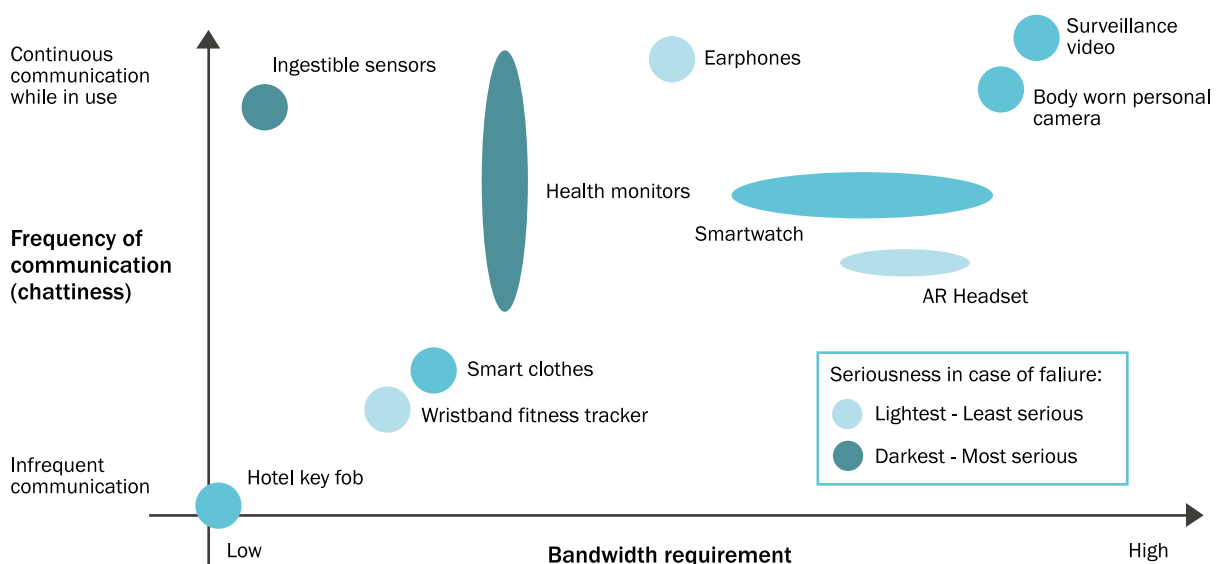 Continuous
communication
while in use
Ingestible sensors
Earphones
Surveillance
video
Body worn personal
camera
Health monitors
Smartwatch
Frequency of
communication
(chattiness)
AR Headset
Smart clothes
Wristband fitness tracker
Seriousness in case of faliure:
Lightest - Least serious
Darkest - Most serious
Infrequent
communication
Hotel key fob
Low
Bandwidth requirement
High